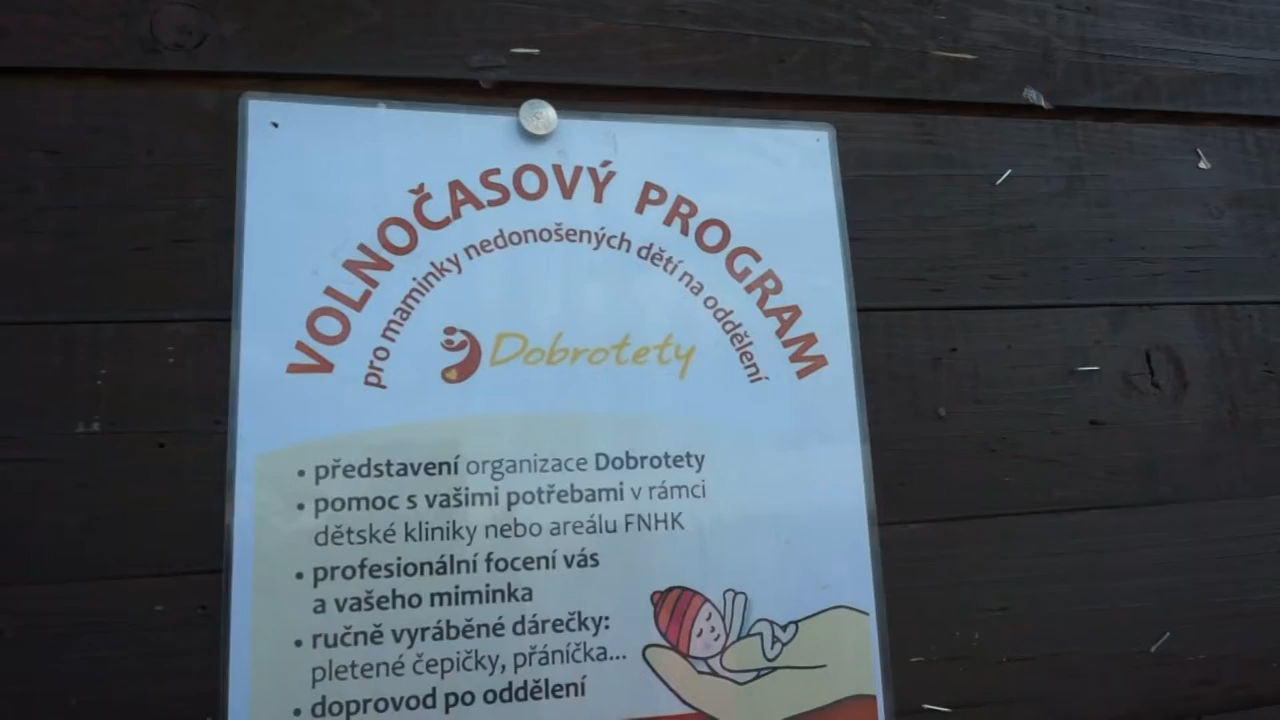 VOLNOČASOVÝ PROGRAM
pro maminky nedonošených dětí na oddělení
Dobrotety
• představení organizace Dobrotety
• pomoc s vašimi potřebami v rámci
dětské kliniky nebo areálu FNHK
• profesionální focení vás
a vašeho miminka
• ručně vyráběné dárečky:
pletené čepičky, přáníčka...
• doprovod po oddělení